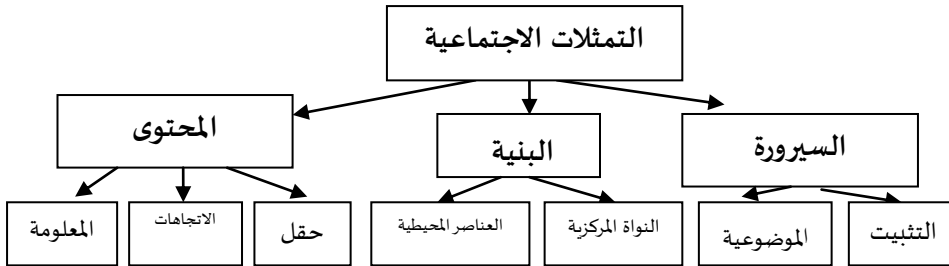 التمثلات الاجتماعية
السيرورة
البنية
المحتوى
التثبيت
الموضوعية
النواة المركزية
العناصر المحيطية
حقل
الاتجاهات
المعلومة